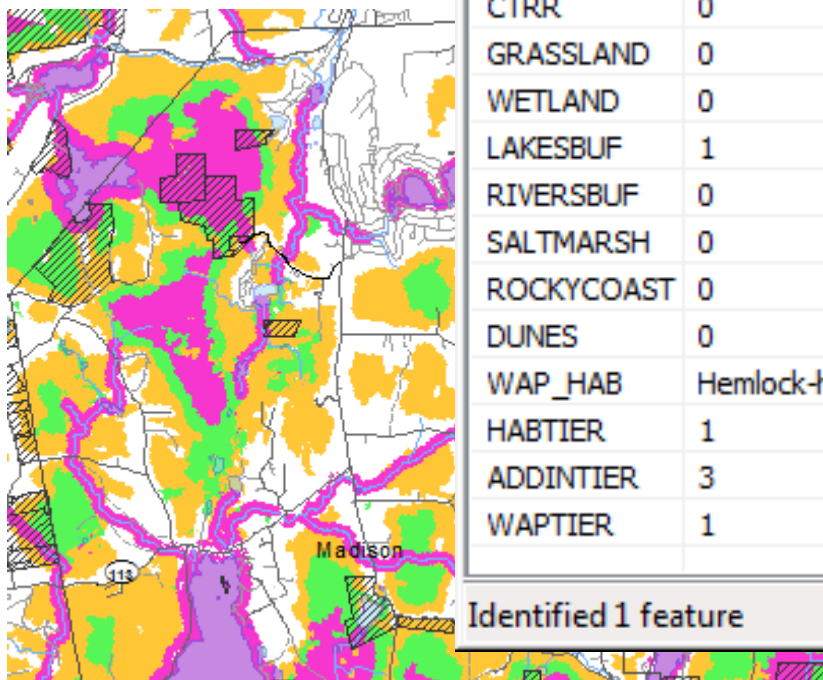 CTRR 0
GRASSLAND 0
WETLAND 0
LAKESBUF 1
RIVERSBUF 0
SALTMARSH 0
ROCKYCOAST 0
DUNES 0
WAP_HAB Hemlock-h
HABTIER 1
ADDINTIER 3
WAPTIER 1
Identified 1 feature
Madison
113